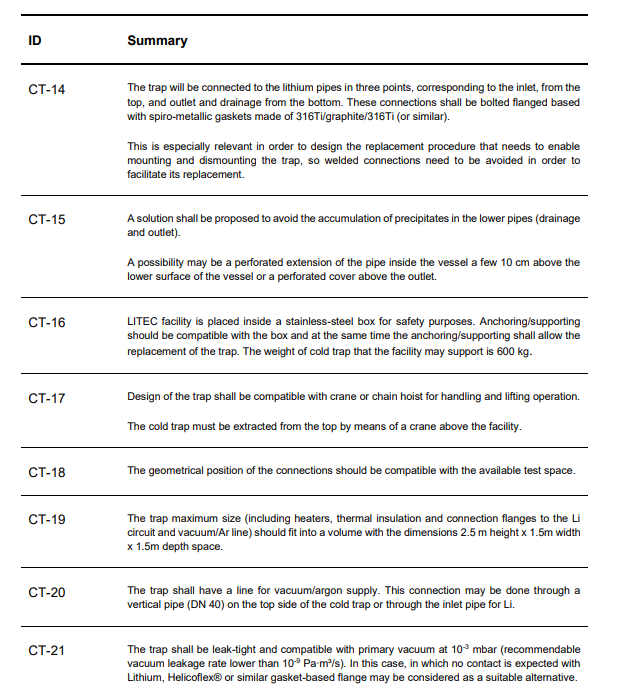 ID Summary
CT-14 The trap will be connected to the lithium pipes in three points, corresponding to the inlet, from the
top, and outlet and drainage from the bottom. These connections shall be bolted flanged based
with spiro-metallic gaskets made of 316Ti/graphite/316Ti (or similar).
This is especially relevant in order to design the replacement procedure that needs to enable
mounting and dismounting the trap, so welded connections need to be avoided in order to
facilitate its replacement.
CT-15 A solution shall be proposed to avoid the accumulation of precipitates in the lower pipes (drainage
and outlet).
A possibility may be a perforated extension of the pipe inside the vessel a few 10 cm above the
lower surface of the vessel or a perforated cover above the outlet.
CT-16 LITEC facility is placed inside a stainless-steel box for safety purposes. Anchoring/supporting
should be compatible with the box and at the same time the anchoring/supporting shall allow the
replacement of the trap. The weight of cold trap that the facility may support is 600 kg.
CT-17 Design of the trap shall be compatible with crane or chain hoist for handling and lifting operation.
The cold trap must be extracted from the top by means of a crane above the facility.
CT-18 The geometrical position of the connections should be compatible with the available test space.
CT-19 The trap maximum size (including heaters, thermal insulation and connection flanges to the Li
circuit and vacuum/Ar line) should fit into a volume with the dimensions 2.5 m height x 1.5m width
x 1.5m depth space.
CT-20 The trap shall have a line for vacuum/argon supply. This connection may be done through a
vertical pipe (DN 40) on the top side of the cold trap or through the inlet pipe for Li.
CT-21 The trap shall be leak-tight and compatible with primary vacuum at 10⁻³ mbar (recommendable
vacuum leakage rate lower than 10⁻⁹ Pa·m³/s). In this case, in which no contact is expected with
Lithium, Helicoflex® or similar gasket-based flange may be considered as a suitable alternative.